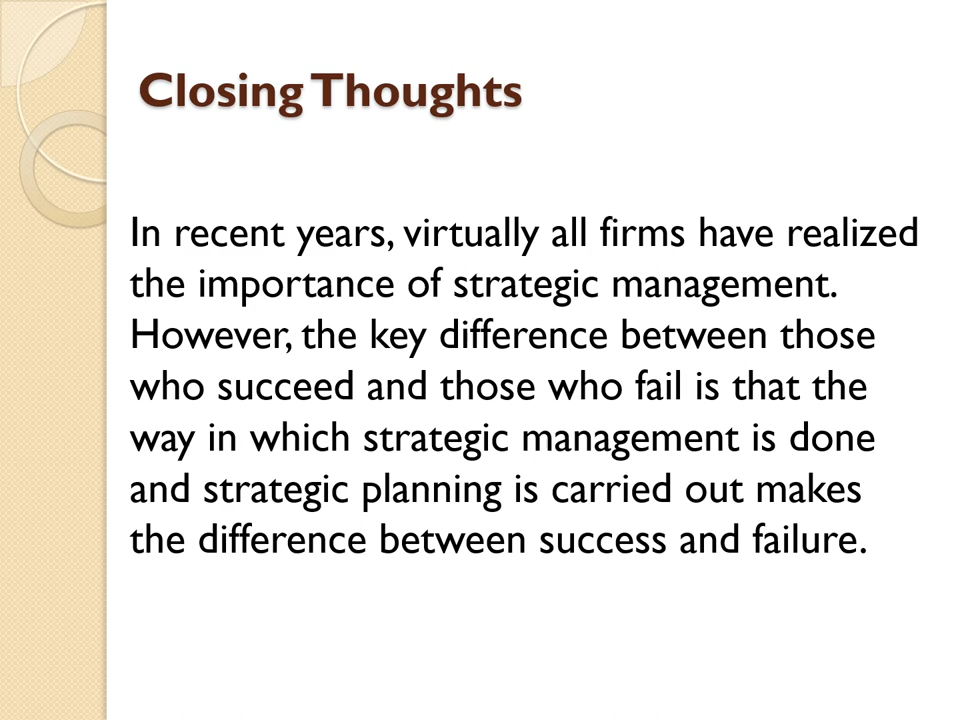 Closing Thoughts
In recent years, virtually all firms have realized
the importance of strategic management.
However, the key difference between those
who succeed and those who fail is that the
way in which strategic management is done
and strategic planning is carried out makes
the difference between success and failure.